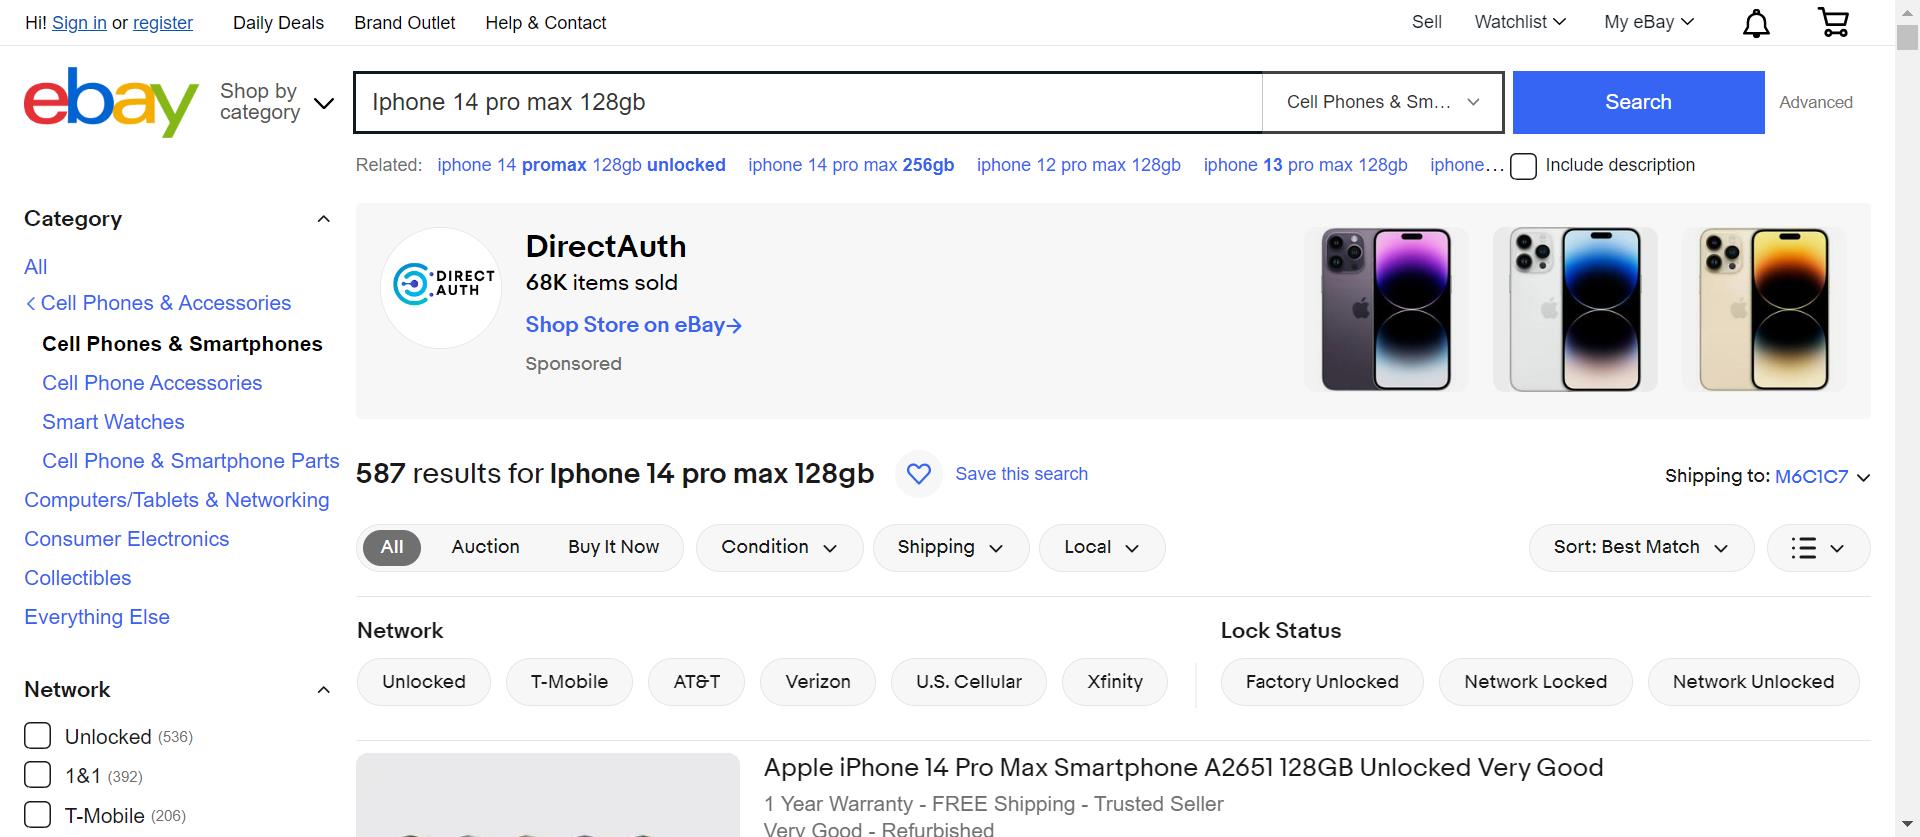 Hi! Sign in or register Daily Deals Brand Outlet Help & Contact Sell Watchlist My eBay
ebay Shop by category
Iphone 14 pro max 128gb Cell Phones & Sm... Search Advanced
Related: iphone 14 promax 128gb unlocked iphone 14 pro max 256gb iphone 12 pro max 128gb iphone 13 pro max 128gb iphone... Include description
Category
All
Cell Phones & Accessories
Cell Phones & Smartphones
Cell Phone Accessories
Smart Watches
Cell Phone & Smartphone Parts
Computers/Tablets & Networking
Consumer Electronics
Collectibles
Everything Else
Network
Unlocked (536)
1&1 (392)
T-Mobile (206)
DIRECT
AUTH
DirectAuth
68K items sold
Shop Store on eBay→
Sponsored
587 results for Iphone 14 pro max 128gb Save this search Shipping to: M6C1C7
All Auction Buy It Now Condition Shipping Local Sort: Best Match
Network
Unlocked T-Mobile AT&T Verizon U.S. Cellular Xfinity
Lock Status
Factory Unlocked Network Locked Network Unlocked
Apple iPhone 14 Pro Max Smartphone A2651 128GB Unlocked Very Good
1 Year Warranty - FREE Shipping - Trusted Seller
Very Good - Refurbished